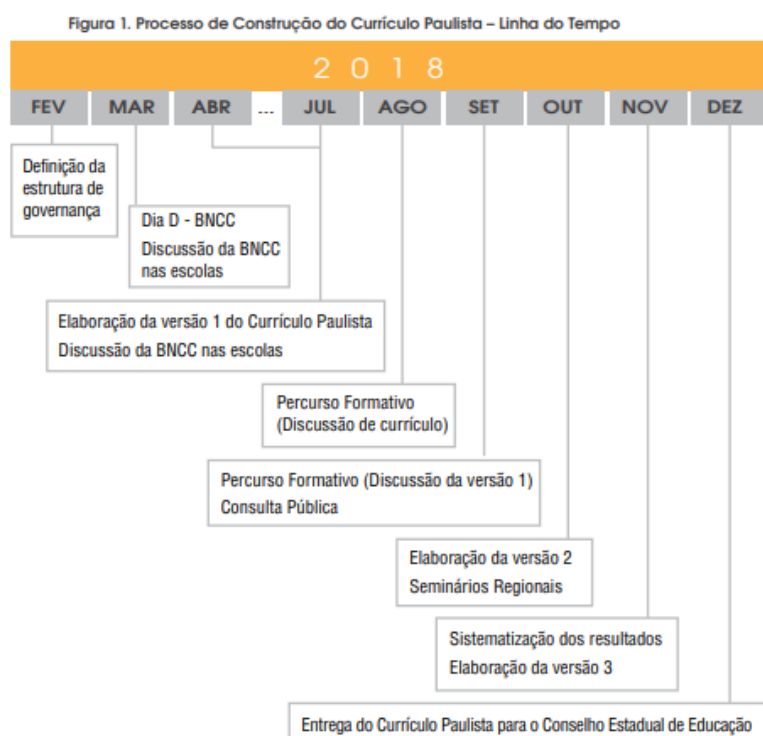 Figura 1. Processo de Construção do Currículo Paulista – Linha do Tempo
2018
FEV MAR ABR ... JUL AGO SET OUT NOV DEZ
Definição da
estrutura de
governança
Dia D - BNCC
Discussão da BNCC
nas escolas
Elaboração da versão 1 do Currículo Paulista
Discussão da BNCC nas escolas
Percurso Formativo
(Discussão de currículo)
Percurso Formativo (Discussão da versão 1)
Consulta Pública
Elaboração da versão 2
Seminários Regionais
Sistematização dos resultados
Elaboração da versão 3
Entrega do Currículo Paulista para o Conselho Estadual de Educação